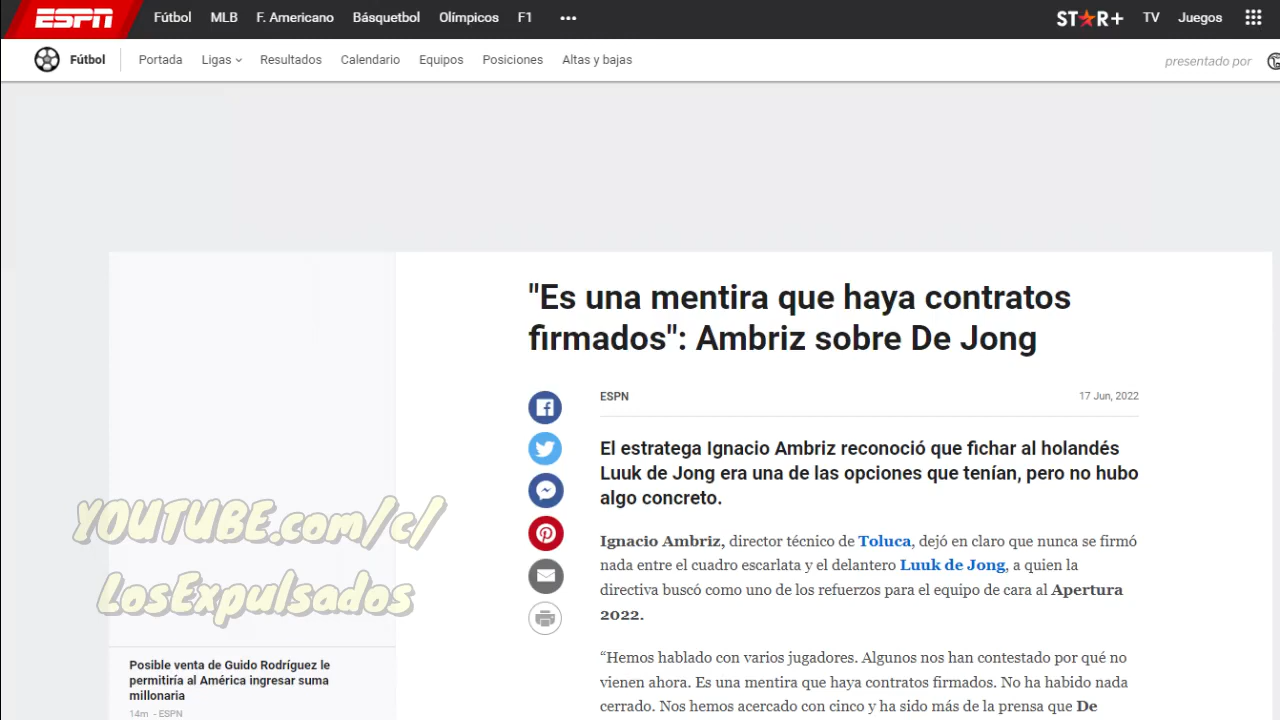 ESPN Fútbol MLB F. Americano Básquetbol Olímpicos F1 ••• ST★R+ TV Juegos
Fútbol Portada Ligas Resultados Calendario Equipos Posiciones Altas y bajas presentado por
"Es una mentira que haya contratos
firmados": Ambriz sobre De Jong
ESPN 17 Jun, 2022
El estratega Ignacio Ambriz reconoció que fichar al holandés
Luuk de Jong era una de las opciones que tenían, pero no hubo
algo concreto.
Ignacio Ambriz, director técnico de Toluca, dejó en claro que nunca se firmó
nada entre el cuadro escarlata y el delantero Luuk de Jong, a quien la
directiva buscó como uno de los refuerzos para el equipo de cara al Apertura
2022.
“Hemos hablado con varios jugadores. Algunos nos han contestado por qué no
vienen ahora. Es una mentira que haya contratos firmados. No ha habido nada
cerrado. Nos hemos acercado con cinco y ha sido más de la prensa que De
YOUTUBE.com/c/
LosExpulsados
Posible venta de Guido Rodríguez le
permitiría al América ingresar suma
millonaria
14m - ESPN